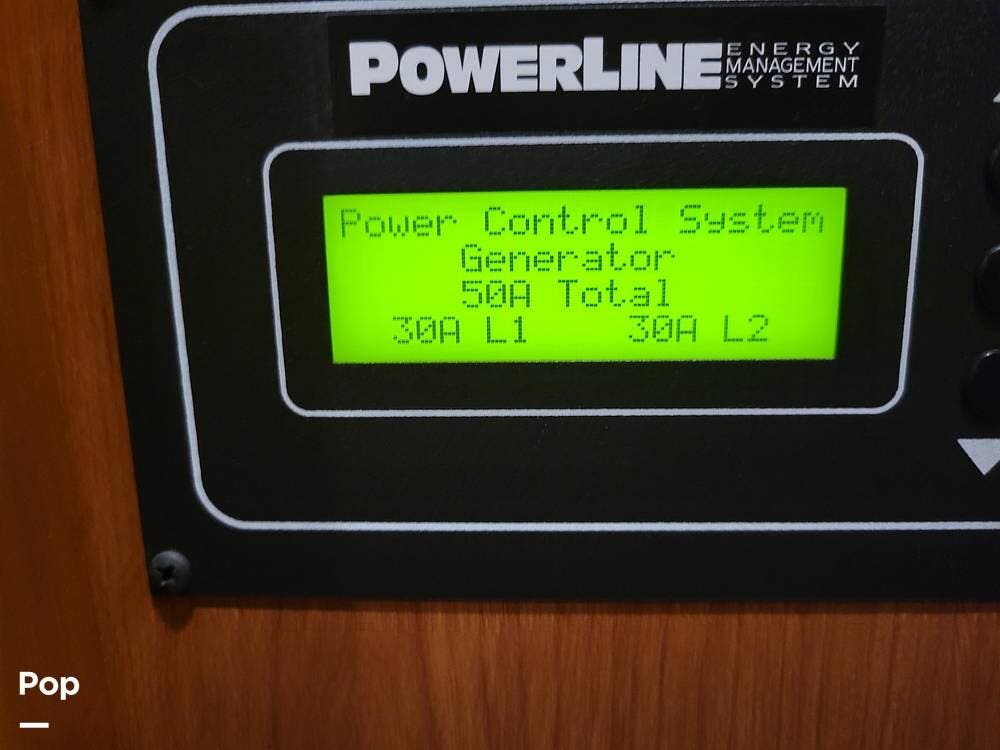 POWERLINE ENERGY MANAGEMENT SYSTEM
Power Control System
Generator
50A Total
30A L1 30A L2
Pop